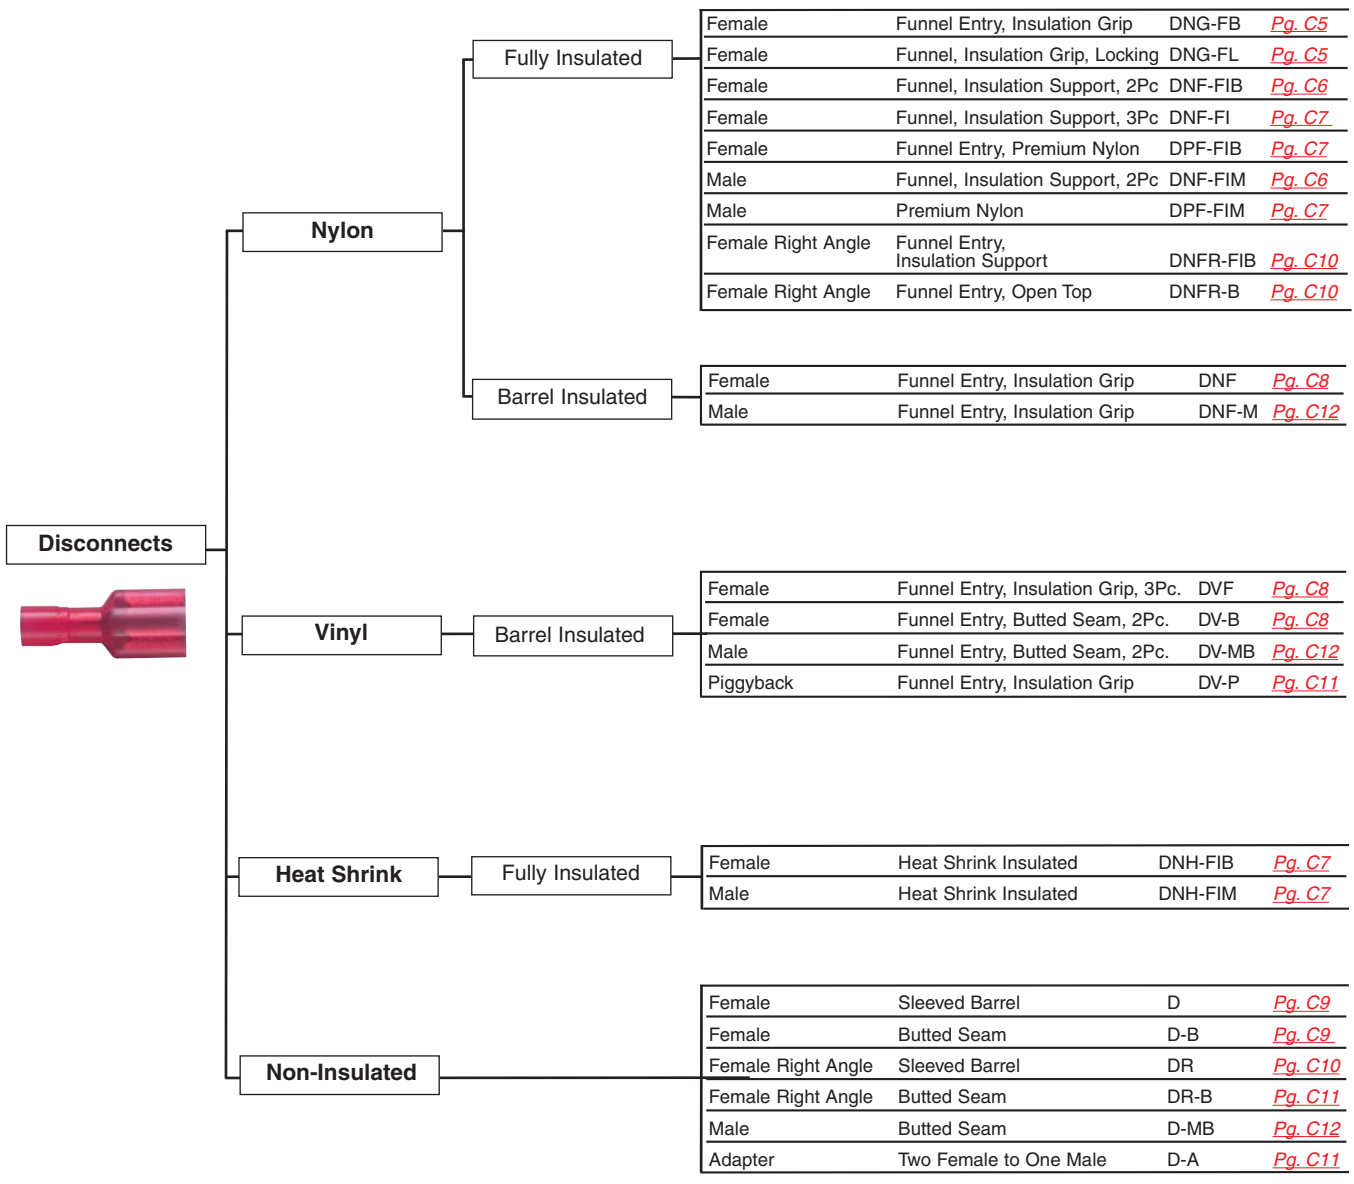 Disconnects
Nylon
Fully Insulated
Female Funnel Entry, Insulation Grip DNG-FB Pg. C5
Female Funnel, Insulation Grip, Locking DNG-FL Pg. C5
Female Funnel, Insulation Support, 2Pc DNF-FIB Pg. C6
Female Funnel, Insulation Support, 3Pc DNF-FI Pg. C7
Female Funnel Entry, Premium Nylon DPF-FIB Pg. C7
Male Funnel, Insulation Support, 2Pc DNF-FIM Pg. C6
Male Premium Nylon DPF-FIM Pg. C7
Female Right Angle Funnel Entry,
Insulation Support DNFR-FIB Pg. C10
Female Right Angle Funnel Entry, Open Top DNFR-B Pg. C10
Barrel Insulated
Female Funnel Entry, Insulation Grip DNF Pg. C8
Male Funnel Entry, Insulation Grip DNF-M Pg. C12
Vinyl
Barrel Insulated
Female Funnel Entry, Insulation Grip, 3Pc. DVF Pg. C8
Female Funnel Entry, Butted Seam, 2Pc. DV-B Pg. C8
Male Funnel Entry, Butted Seam, 2Pc. DV-MB Pg. C12
Piggyback Funnel Entry, Insulation Grip DV-P Pg. C11
Heat Shrink
Fully Insulated
Female Heat Shrink Insulated DNH-FIB Pg. C7
Male Heat Shrink Insulated DNH-FIM Pg. C7
Non-Insulated
Female Sleeved Barrel D Pg. C9
Female Butted Seam D-B Pg. C9
Female Right Angle Sleeved Barrel DR Pg. C10
Female Right Angle Butted Seam DR-B Pg. C11
Male Butted Seam D-MB Pg. C12
Adapter Two Female to One Male D-A Pg. C11